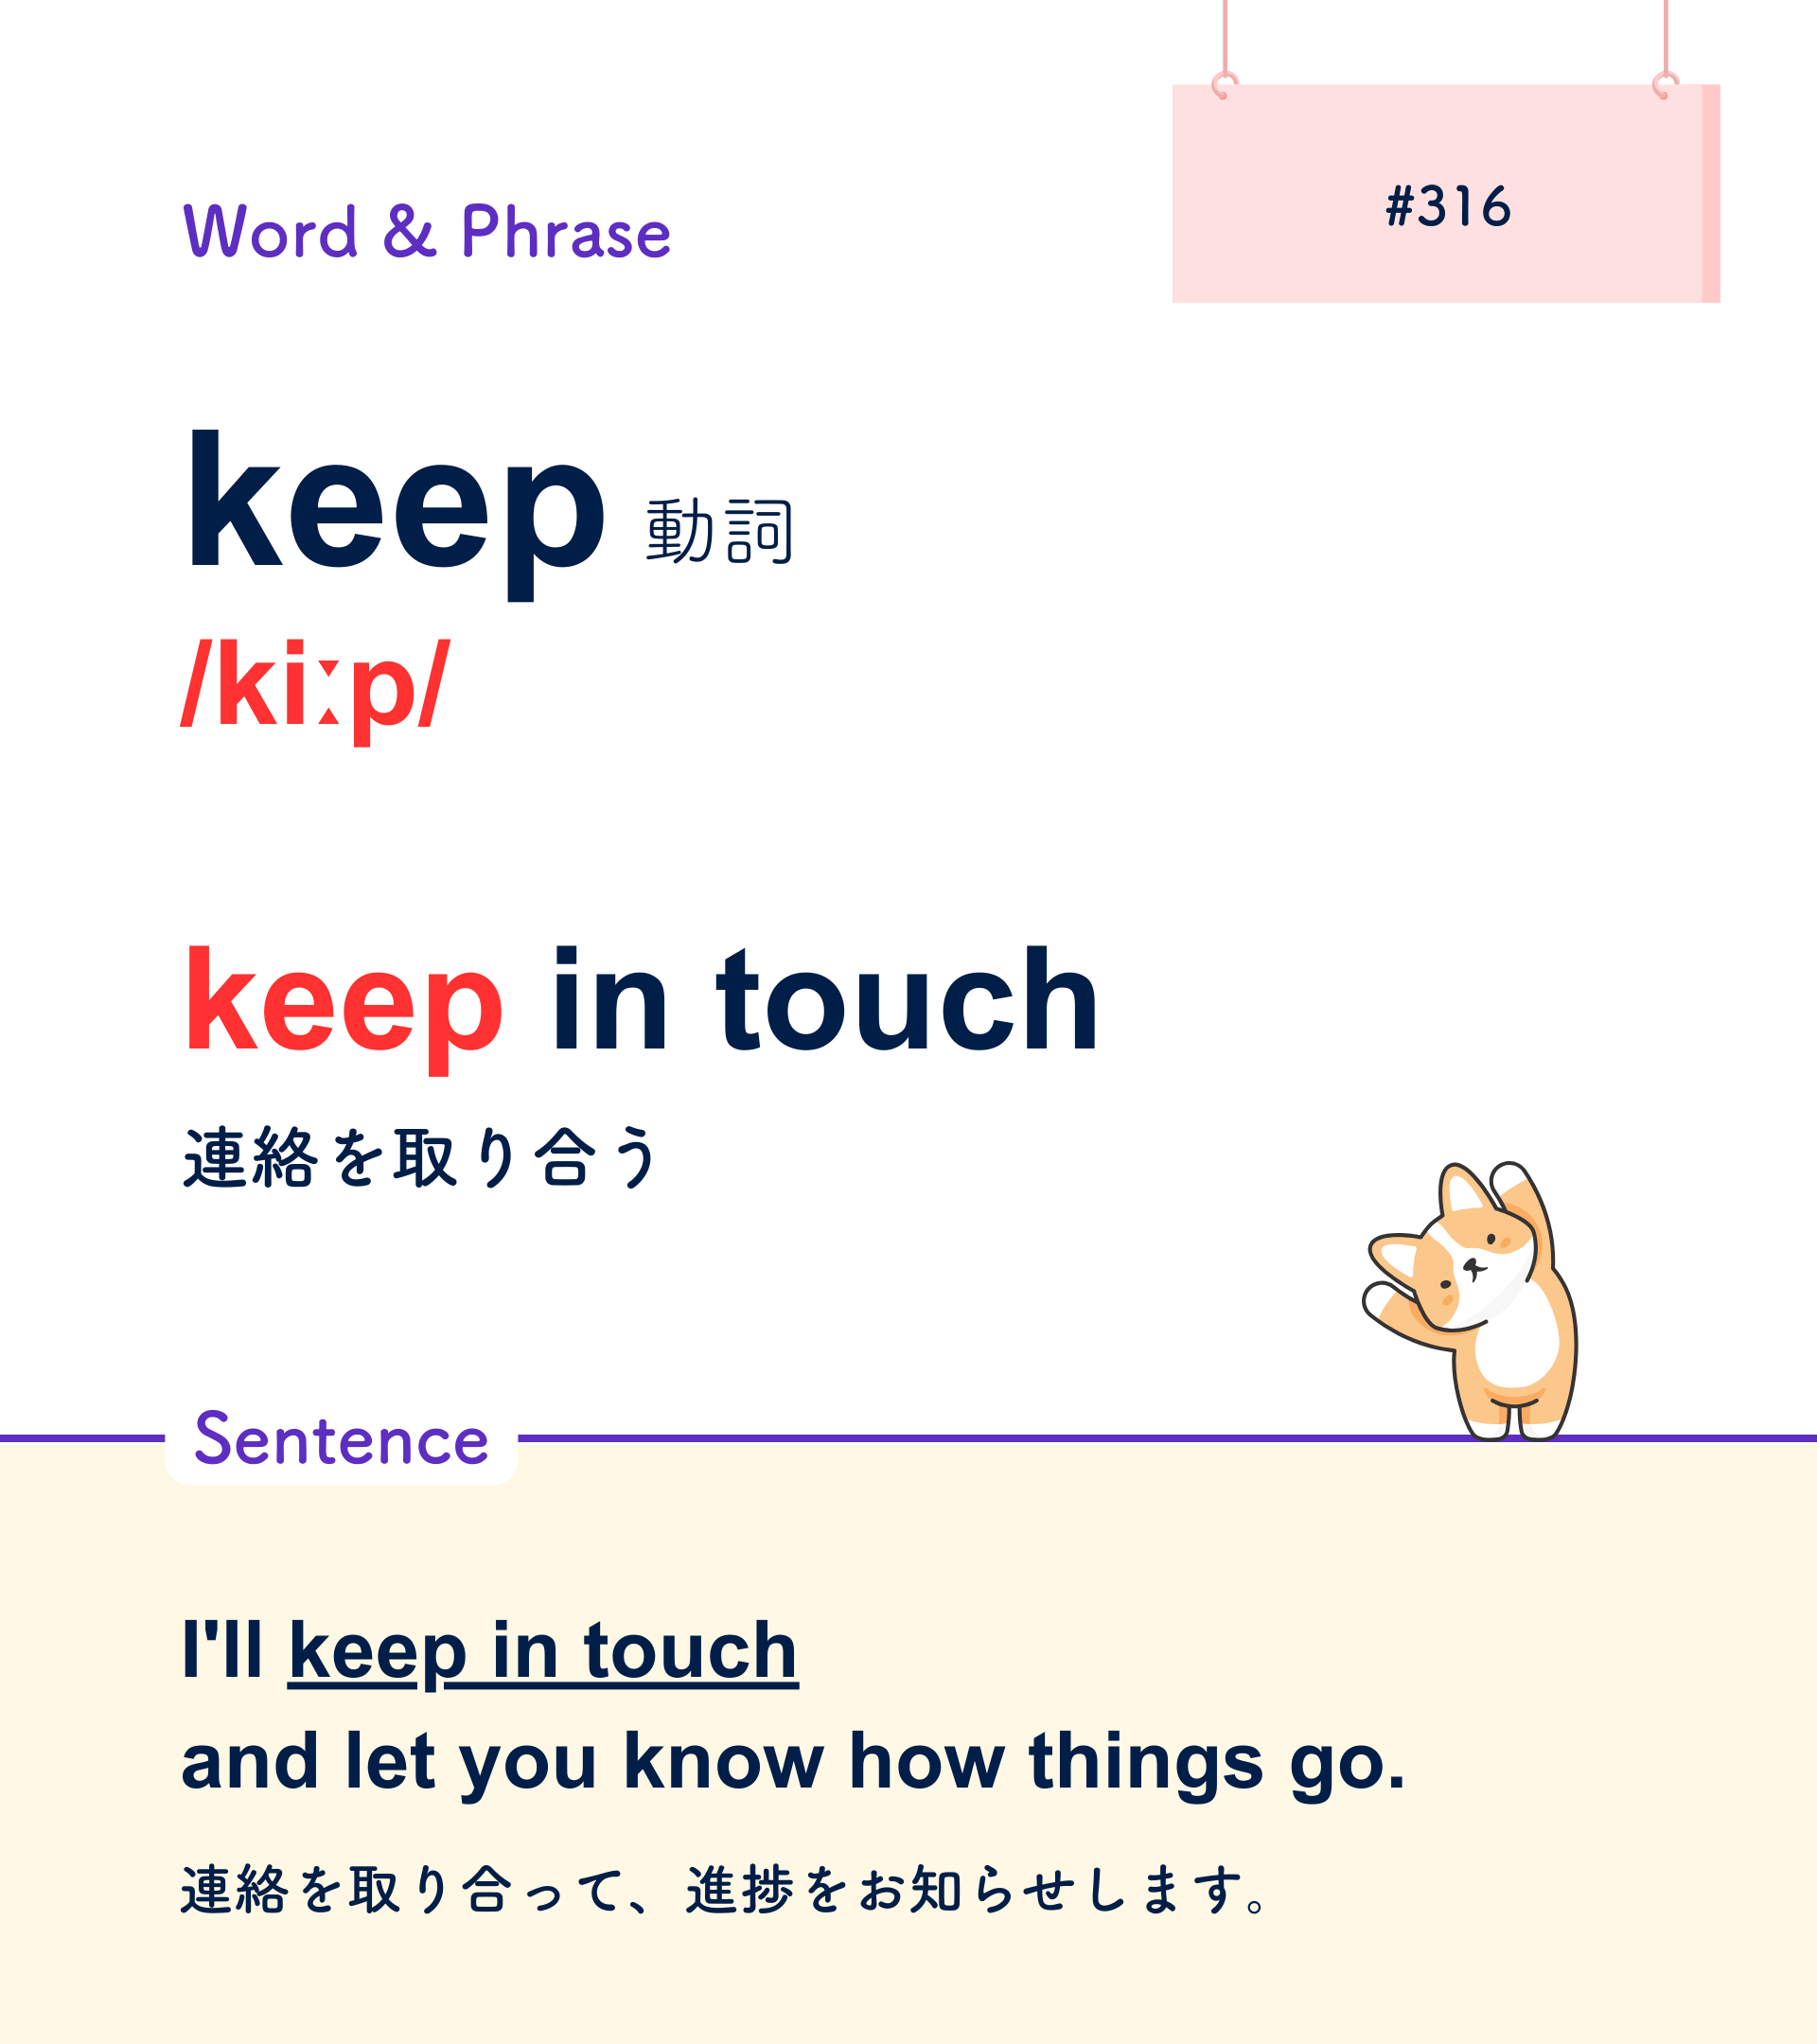 Word & Phrase
#316
keep 動詞
/kiːp/
keep in touch
連絡を取り合う
Sentence
I'll keep in touch
and let you know how things go.
連絡を取り合って、進捗をお知らせします。